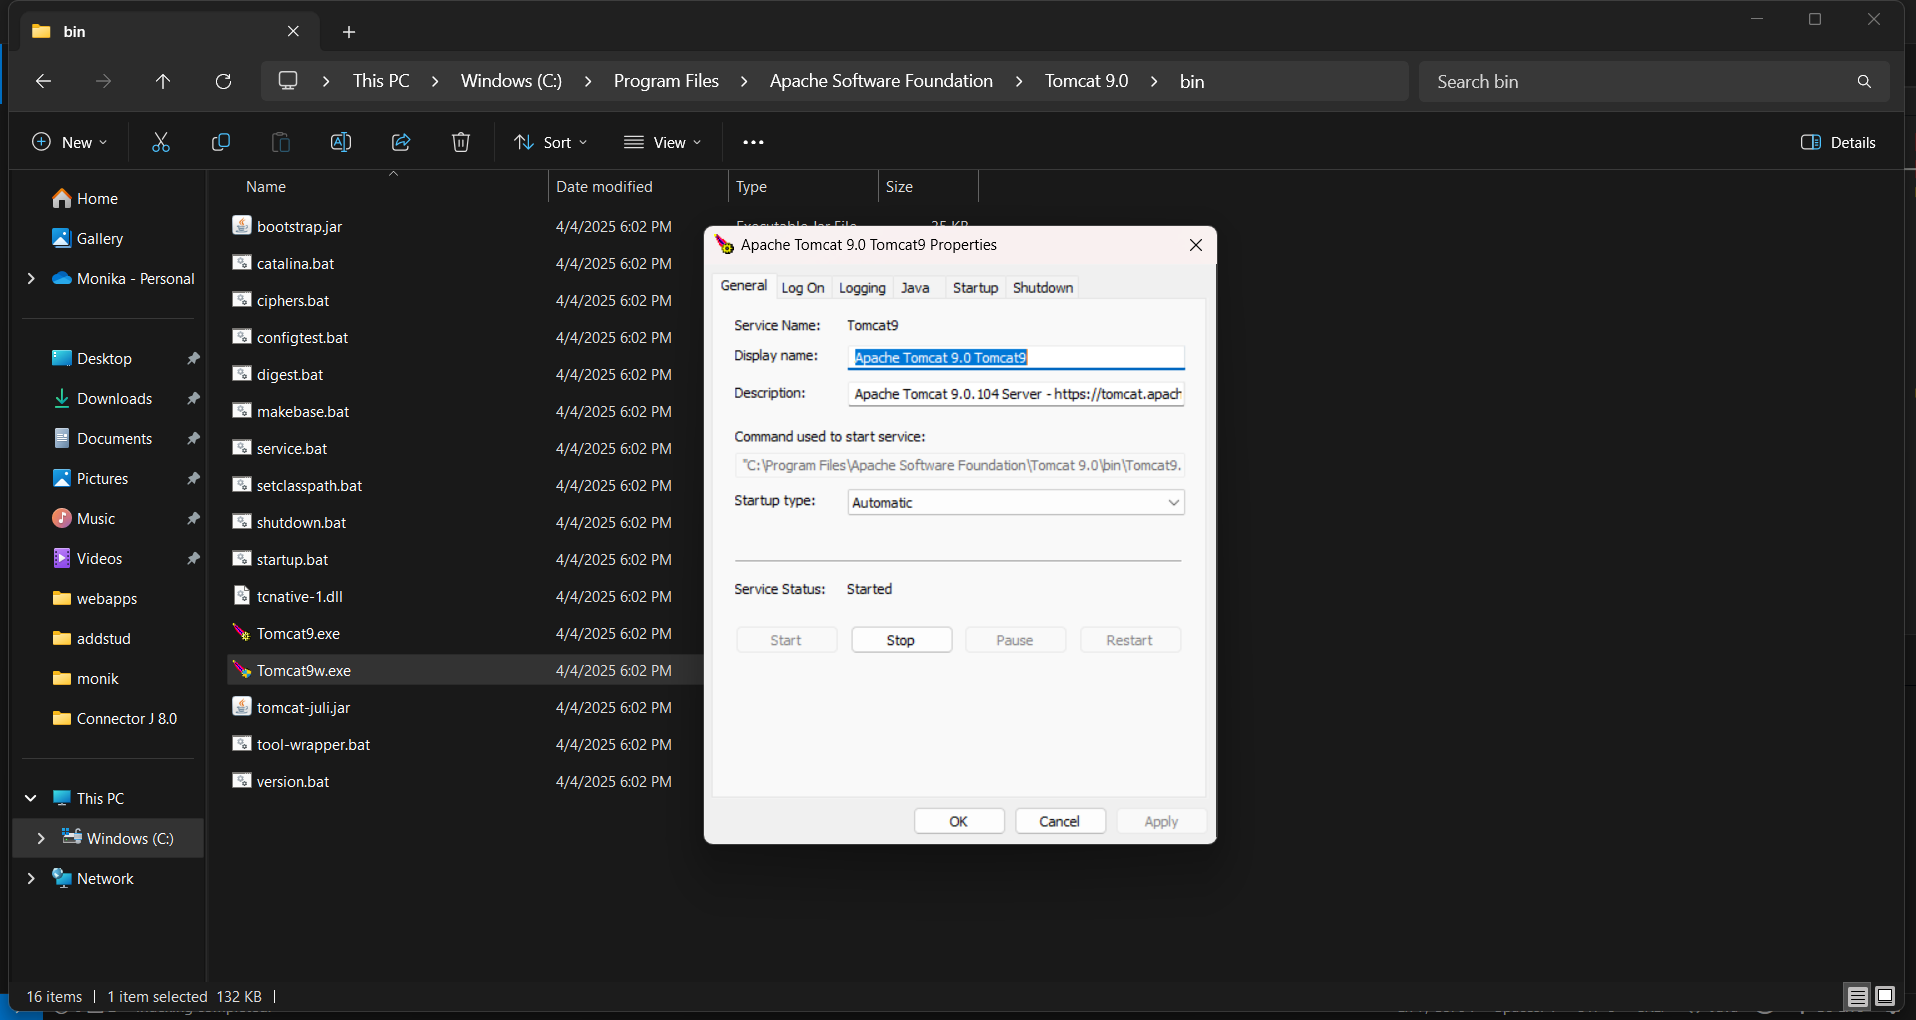 bin
This PC > Windows (C:) > Program Files > Apache Software Foundation > Tomcat 9.0 > bin
Search bin
New
Sort
View
Details
Home
Gallery
Monika - Personal
Desktop
Downloads
Documents
Pictures
Music
Videos
webapps
addstud
monik
Connector J 8.0
This PC
Windows (C:)
Network
Name Date modified Type Size
bootstrap.jar 4/4/2025 6:02 PM Executable Jar File 25 KB
catalina.bat 4/4/2025 6:02 PM
ciphers.bat 4/4/2025 6:02 PM
configtest.bat 4/4/2025 6:02 PM
digest.bat 4/4/2025 6:02 PM
makebase.bat 4/4/2025 6:02 PM
service.bat 4/4/2025 6:02 PM
setclasspath.bat 4/4/2025 6:02 PM
shutdown.bat 4/4/2025 6:02 PM
startup.bat 4/4/2025 6:02 PM
tcnative-1.dll 4/4/2025 6:02 PM
Tomcat9.exe 4/4/2025 6:02 PM
Tomcat9w.exe 4/4/2025 6:02 PM
tomcat-juli.jar 4/4/2025 6:02 PM
tool-wrapper.bat 4/4/2025 6:02 PM
version.bat 4/4/2025 6:02 PM
Apache Tomcat 9.0 Tomcat9 Properties
General Log On Logging Java Startup Shutdown
Service Name: Tomcat9
Display name: Apache Tomcat 9.0 Tomcat9
Description: Apache Tomcat 9.0.104 Server - https://tomcat.apach
Command used to start service:
"C:\Program Files\Apache Software Foundation\Tomcat 9.0\bin\Tomcat9.
Startup type: Automatic
Service Status: Started
Start Stop Pause Restart
OK Cancel Apply
16 items | 1 item selected 132 KB |